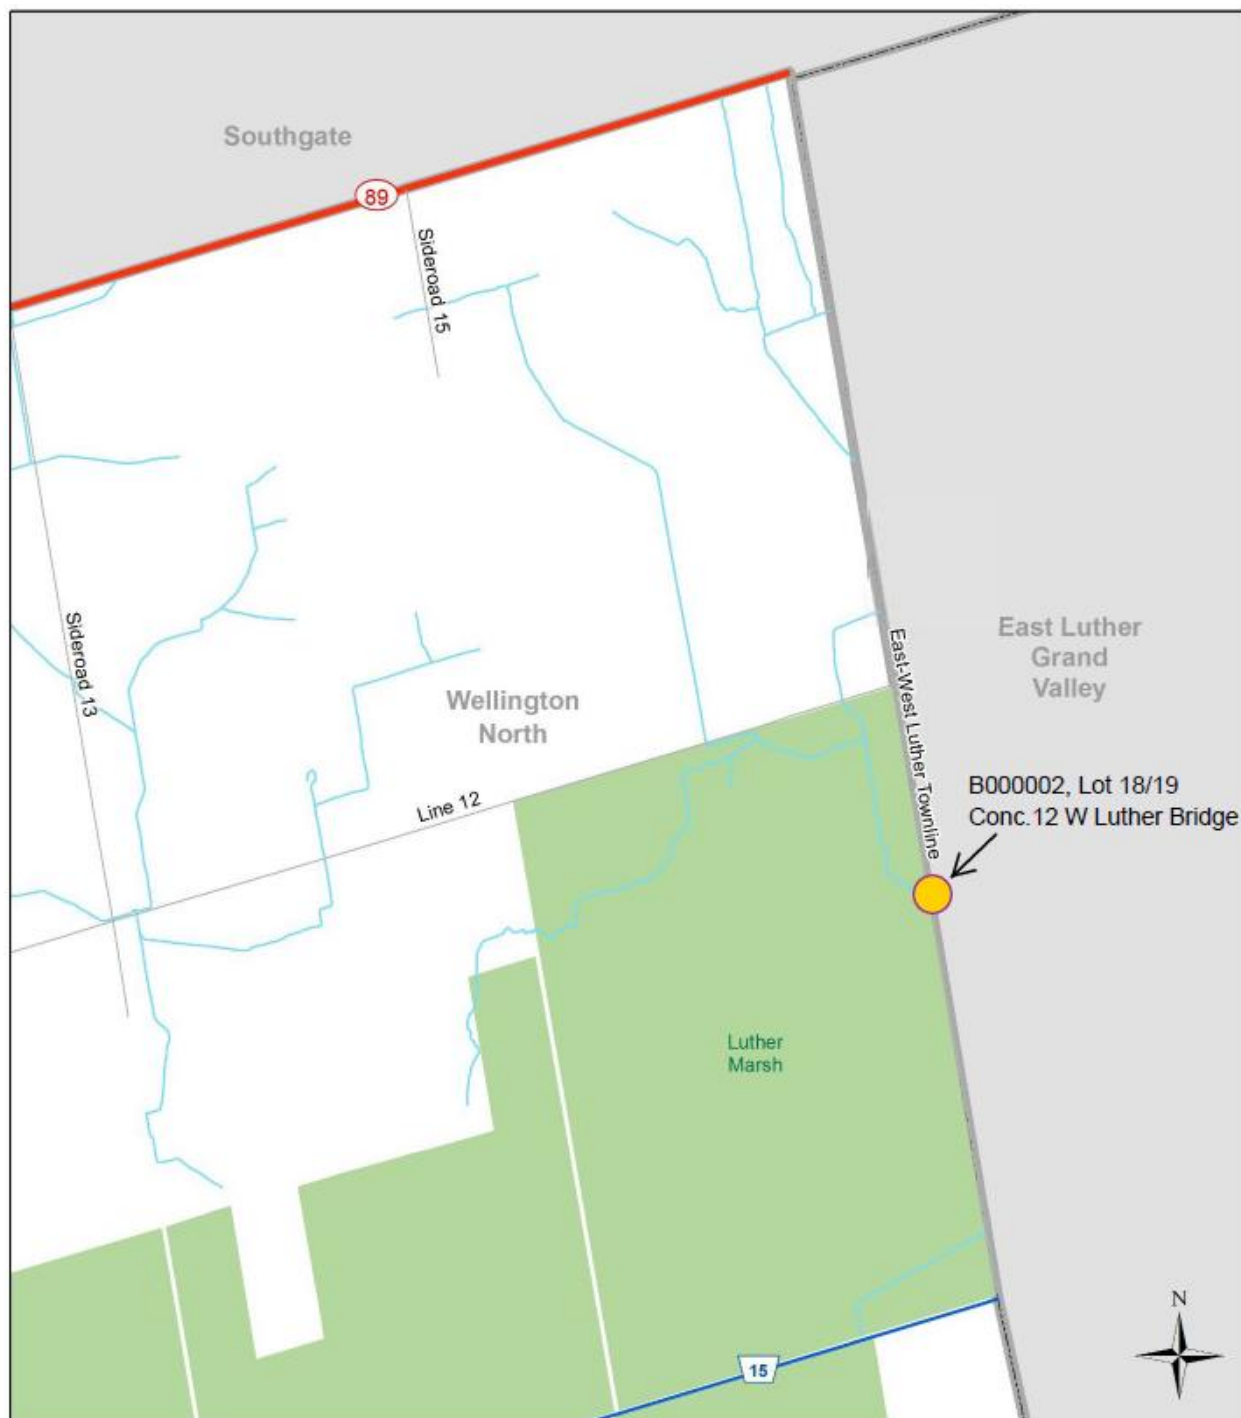 Southgate
89
Sideroad 15
Sideroad 13
East Luther
Grand
Valley
East-West Luther Townline
Wellington
North
Line 12
B000002, Lot 18/19
Conc.12 W Luther Bridge
Luther
Marsh
N
15